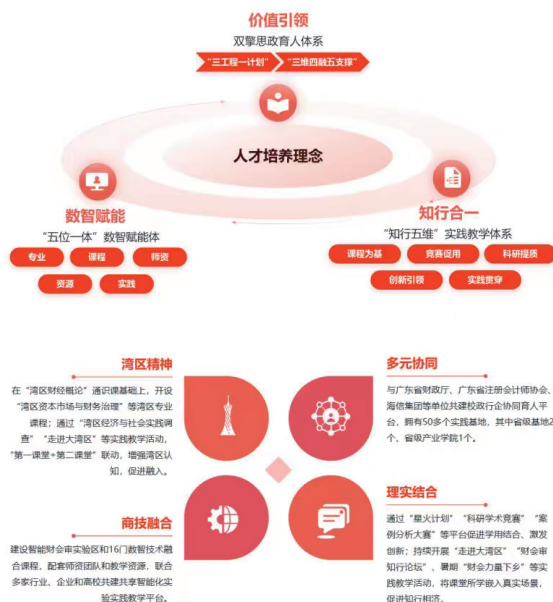 价值引领
双擎思政育人体系
“三工程一计划” “三维四融五支撑”
人才培养理念
数智赋能
“五位一体”数智赋能体
专业 课程 师资
资源 实践
知行合一
“知行五维”实践教学体系
课程为基 竞赛促用 科研提质
创新引领 实践贯穿
湾区精神
在“湾区财经概论”通识课基础上，开设
“湾区资本市场与财务治理”等湾区专业
课程；通过“湾区经济与社会实践调
查”“走进大湾区”等实践教学活动，
“第一课堂+第二课堂”联动，增强湾区认
知，促进融入。
多元协同
与广东省财政厅、广东省注册会计师协会、
海信集团等单位共建校政行企协同育人平
台，拥有50多个实践基地，其中省级基地2
个、省级产业学院1个。
商技融合
建设智能财会审实验区和16门数智技术融
合课程，配套师资团队和教学资源，联合
多家行业、企业和高校共建共享智能化实
验实践教学平台。
理实结合
通过“星火计划”“科研学术竞赛”“案
例分析大赛”等平台促进学用结合、激发
创新；持续开展“走进大湾区”“财会审
知行论坛”、暑期“财会力量下乡”等实
践教学活动，将课堂所学嵌入真实场景，
促进知行相济。